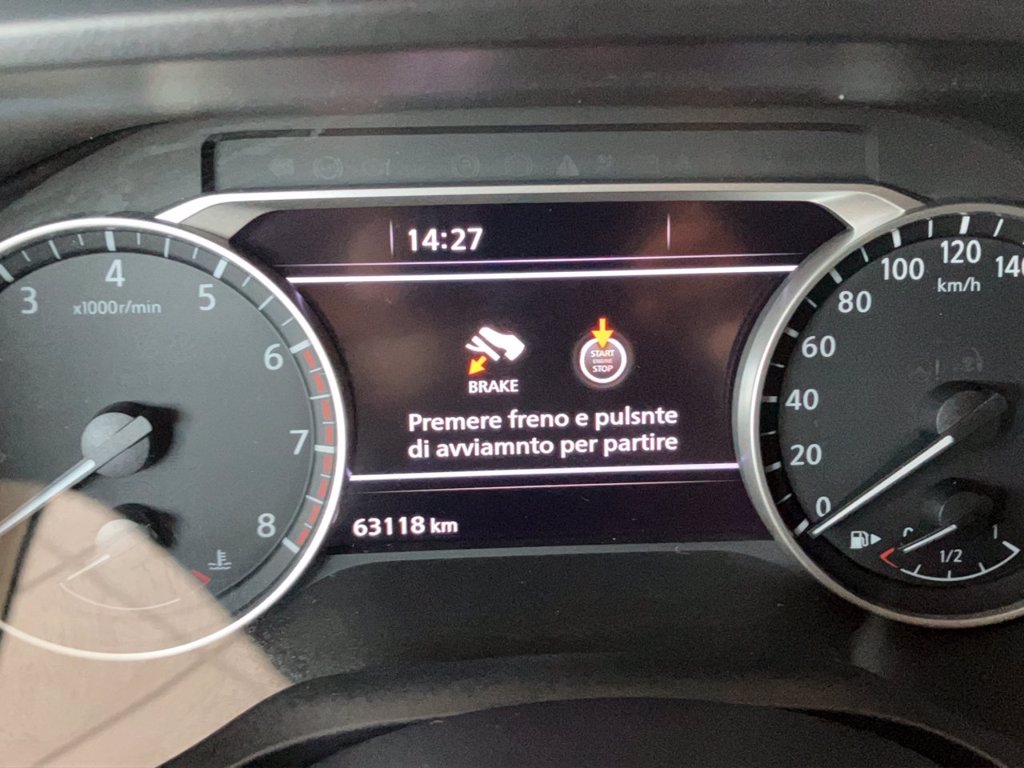 14:27
3
4
5
6
7
8
x1000r/min
BRAKE
START
ENGINE
STOP
Premere freno e pulsnte
di avviamnto per partire
63118 km
0
20
40
60
80
100
120
140
km/h
1/2